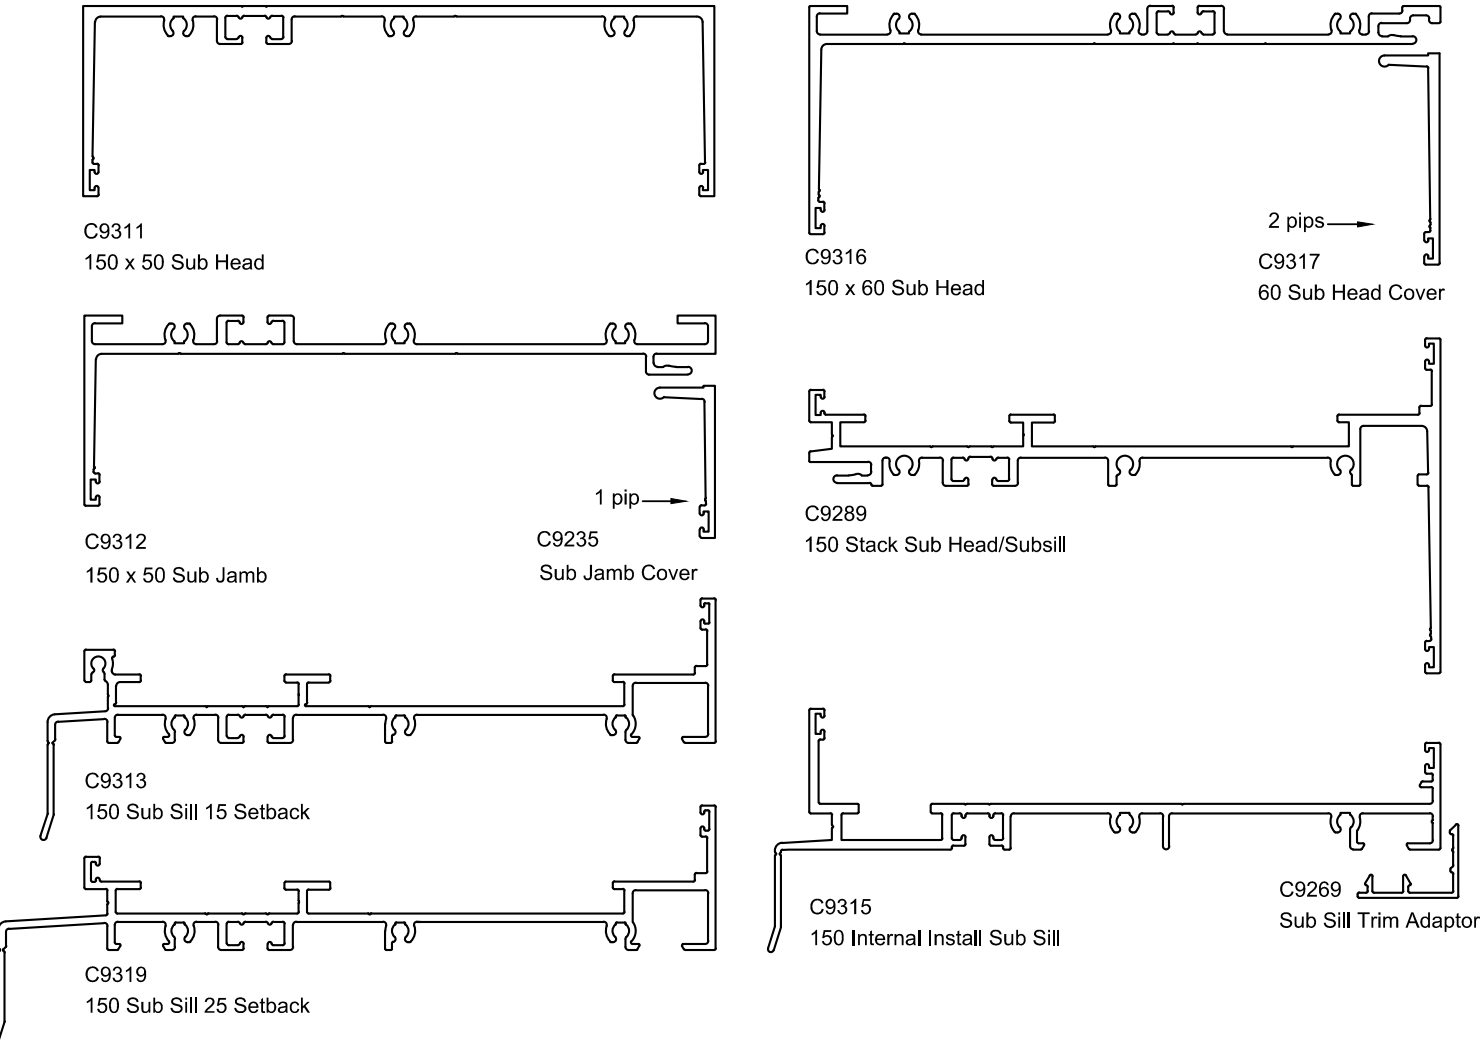 C9311
150 x 50 Sub Head
C9312
150 x 50 Sub Jamb
1 pip
C9235
Sub Jamb Cover
C9313
150 Sub Sill 15 Setback
C9319
150 Sub Sill 25 Setback
C9316
150 x 60 Sub Head
2 pips
C9317
60 Sub Head Cover
C9289
150 Stack Sub Head/Subsill
C9315
150 Internal Install Sub Sill
C9269
Sub Sill Trim Adaptor